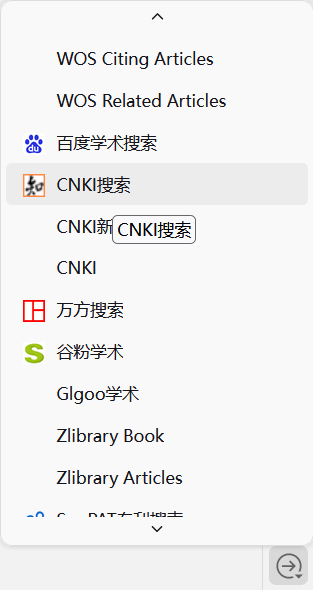 WOS Citing Articles
WOS Related Articles
百度学术搜索
CNKI搜索
CNKI新
CNKI搜索
CNKI
万方搜索
谷粉学术
Glgoo学术
Zlibrary Book
Zlibrary Articles